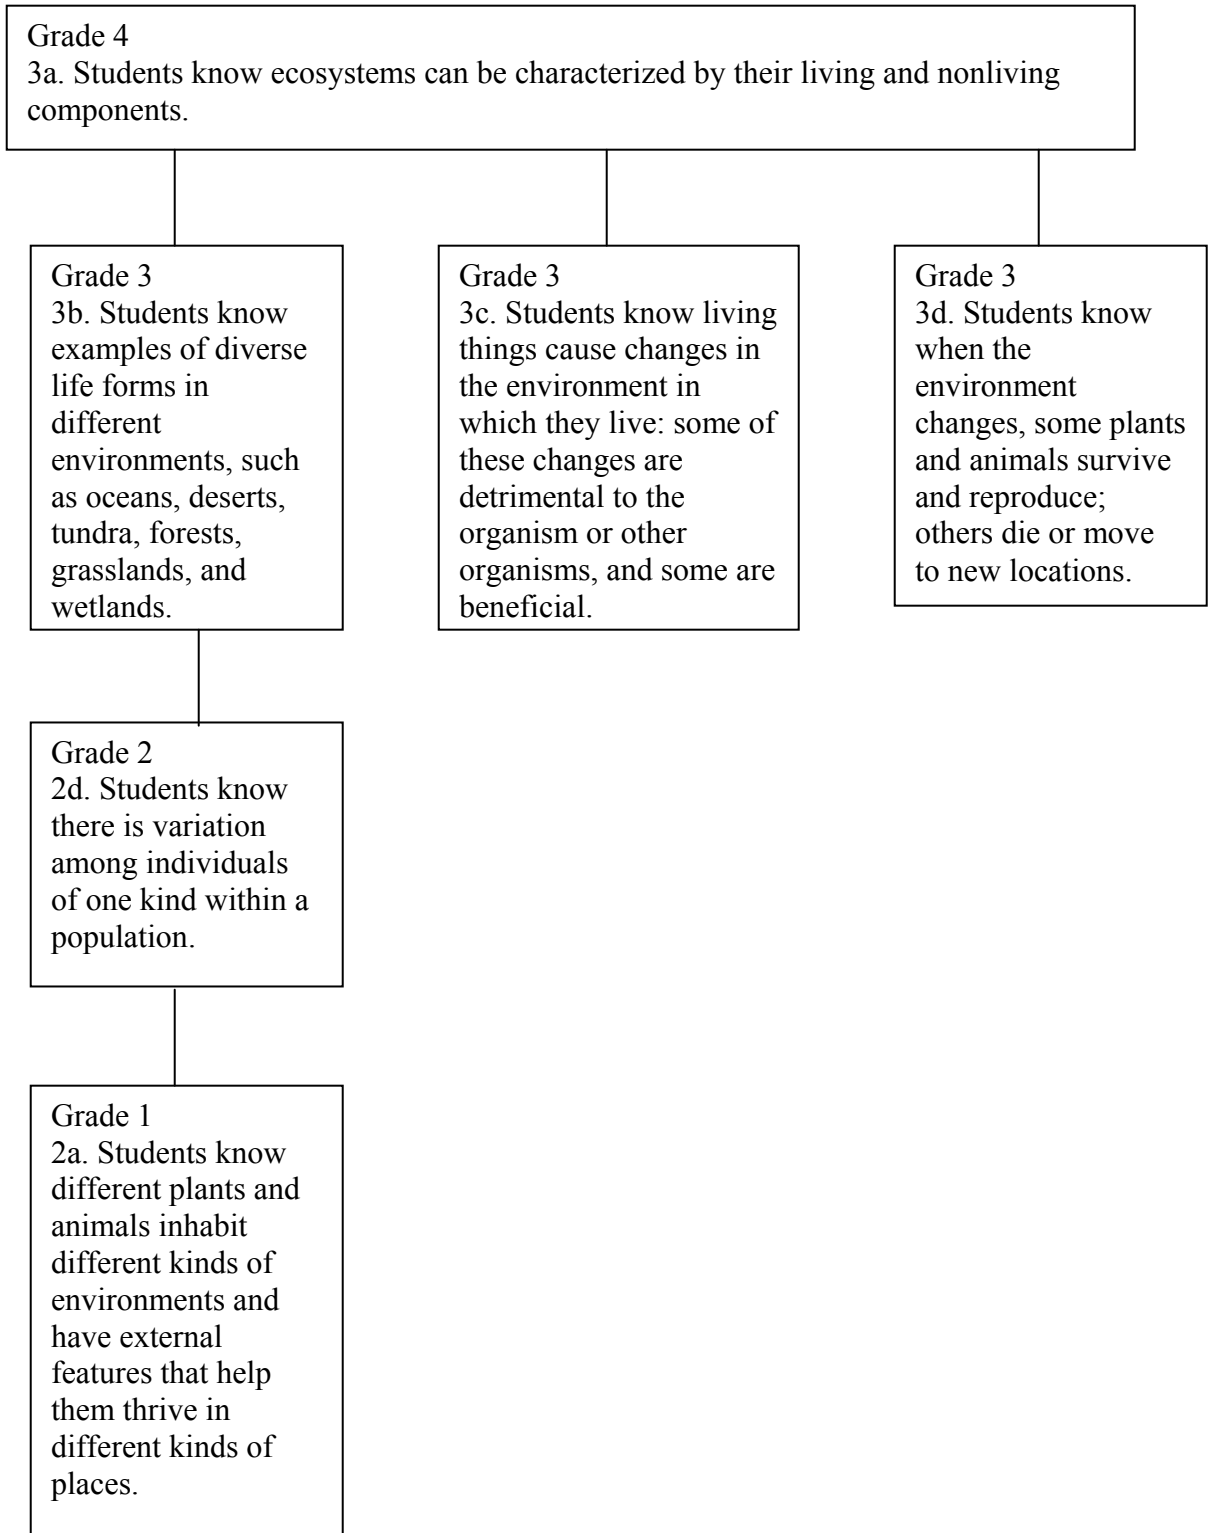 Grade 4
3a. Students know ecosystems can be characterized by their living and nonliving
components.
Grade 3
3b. Students know
examples of diverse
life forms in
different
environments, such
as oceans, deserts,
tundra, forests,
grasslands, and
wetlands.
Grade 3
3c. Students know living
things cause changes in
the environment in
which they live: some of
these changes are
detrimental to the
organism or other
organisms, and some are
beneficial.
Grade 3
3d. Students know
when the
environment
changes, some plants
and animals survive
and reproduce;
others die or move
to new locations.
Grade 2
2d. Students know
there is variation
among individuals
of one kind within a
population.
Grade 1
2a. Students know
different plants and
animals inhabit
different kinds of
environments and
have external
features that help
them thrive in
different kinds of
places.